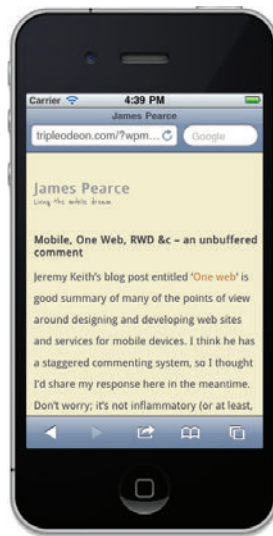 Carrier 4:39 PM
James Pearce
tripleodeon.com/?wpm... Google
James Pearce
Living the mobile dream
Mobile, One Web, RWD &c – an unbuffered
comment
Jeremy Keith's blog post entitled 'One web' is
good summary of many of the points of view
around designing and developing web sites
and services for mobile devices. I think he has
a staggered commenting system, so I thought
I'd share my response here in the meantime.
Don't worry; it's not inflammatory (or at least,